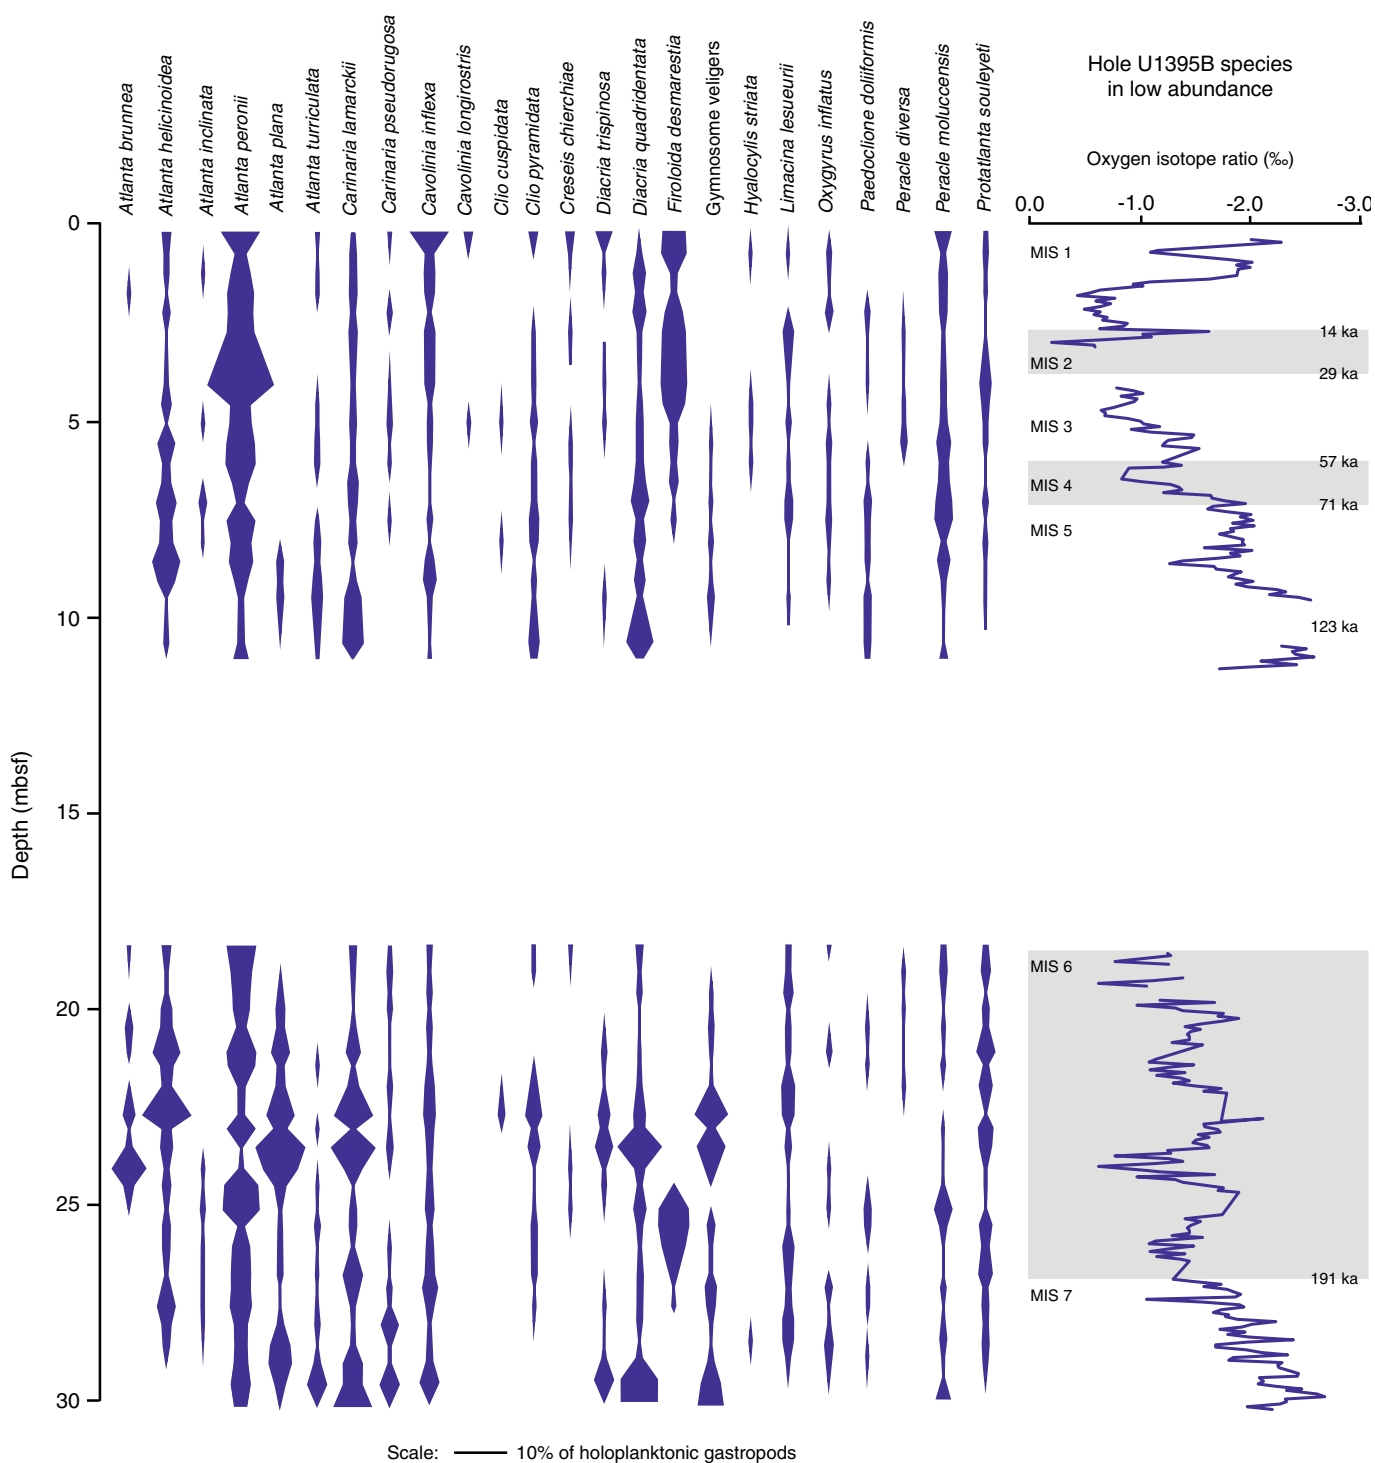 Hole U1395B species
in low abundance
Oxygen isotope ratio (‰)
Atlanta brunnea
Atlanta helicinoidea
Atlanta inclinata
Atlanta peronii
Atlanta plana
Atlanta turriculata
Carinaria lamarckii
Carinaria pseudorugosa
Cavolinia inflexa
Cavolinia longirostris
Clio cuspidata
Clio pyramidata
Creseis chierchiae
Diacria trispinosa
Diacria quadridentata
Firoloida desmarestia
Gymnosome veligers
Hyalocylis striata
Limacina lesueurii
Oxygyrus inflatus
Paedoclione doliiformis
Peracle diversa
Peracle moluccensis
Protatlanta souleyeti
0.0 -1.0 -2.0 -3.0
0
MIS 1
14 ka
MIS 2
29 ka
5
MIS 3
57 ka
MIS 4
71 ka
MIS 5
10
123 ka
Depth (mbsf)
15
MIS 6
20
25
191 ka
MIS 7
30
Scale: 10% of holoplanktonic gastropods